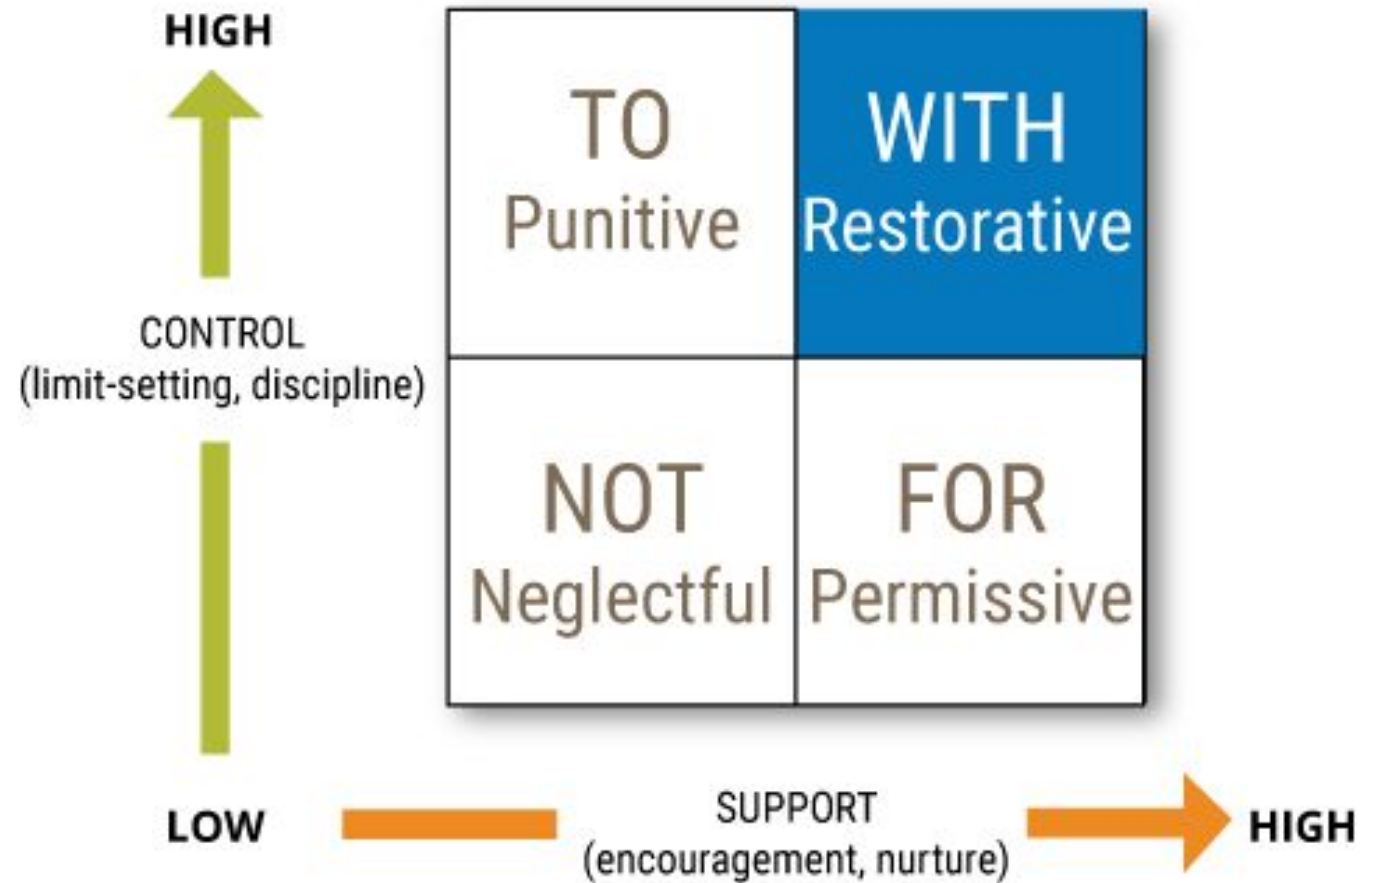 HIGH
TO
Punitive
WITH
Restorative
CONTROL
(limit-setting, discipline)
NOT
Neglectful
FOR
Permissive
LOW
SUPPORT
(encouragement, nurture)
HIGH